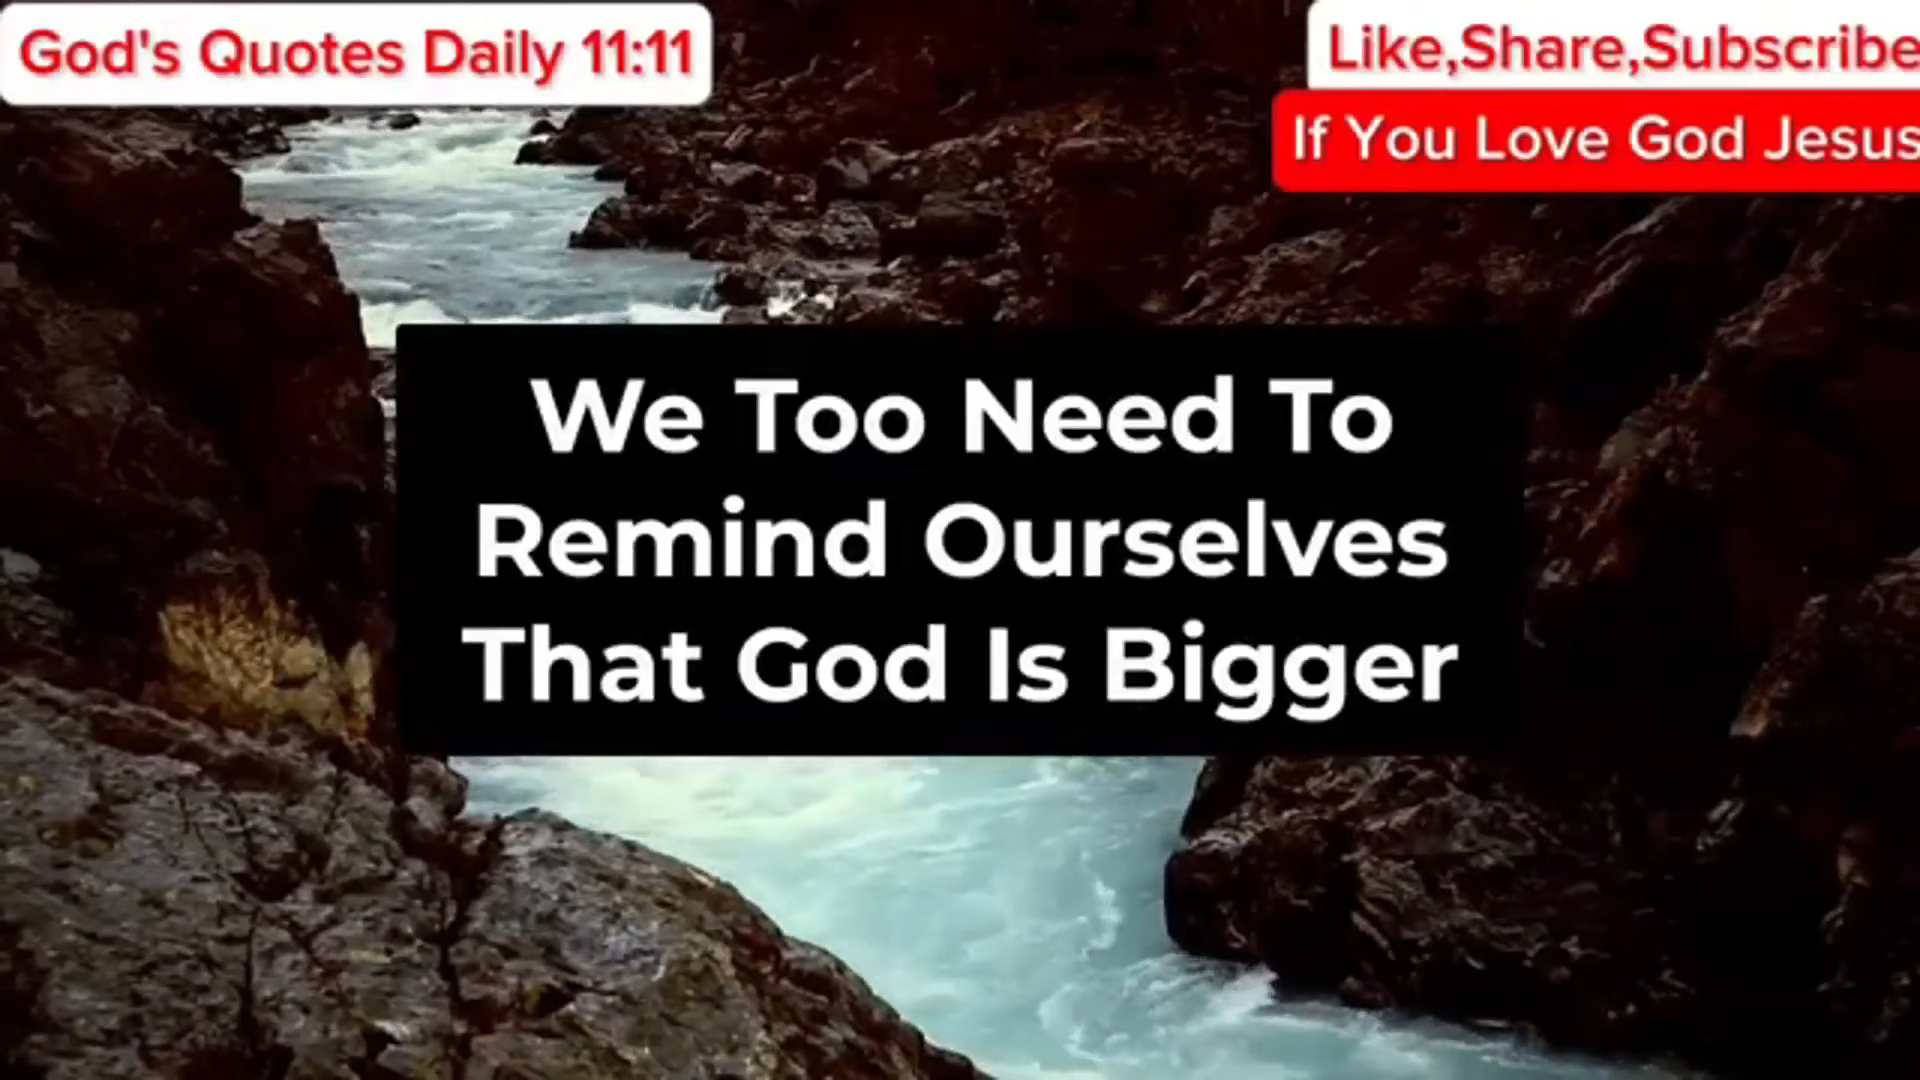 God's Quotes Daily 11:11
Like,Share,Subscribe
If You Love God Jesus
We Too Need To
Remind Ourselves
That God Is Bigger